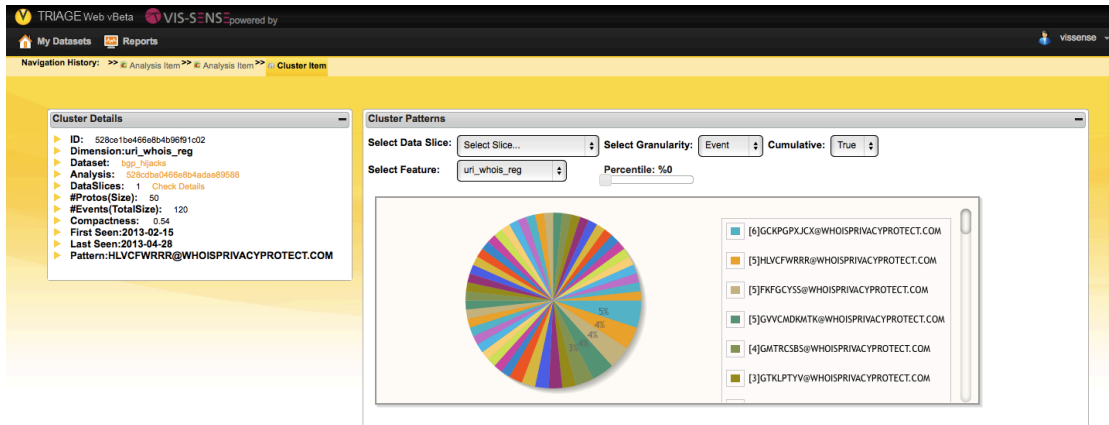 TRIAGE Web vBeta VIS-SENSE powered by
My Datasets Reports vissense
Navigation History: >> Analysis Item >> Analysis Item >> Cluster Item
Cluster Details
ID: 528ce1be466e8b4b96f91c02
Dimension:uri_whois_reg
Dataset: bgp_hijacks
Analysis: 528cdba0466e8b4adae89588
DataSlices: 1 Check Details
#Protos(Size): 50
#Events(TotalSize): 120
Compactness: 0.54
First Seen:2013-02-15
Last Seen:2013-04-28
Pattern:HLVCFWRRR@WHOISPRIVACYPROTECT.COM
Cluster Patterns
Select Data Slice: Select Slice... Select Granularity: Event Cumulative: True
Select Feature: uri_whois_reg Percentile: %0
5%
4%
4%
4%
3%
[6]GCKPGPXJCX@WHOISPRIVACYPROTECT.COM
[5]HLVCFWRRR@WHOISPRIVACYPROTECT.COM
[5]FKFGCYSS@WHOISPRIVACYPROTECT.COM
[5]GVVCMDKMTK@WHOISPRIVACYPROTECT.COM
[4]GMTRCSBS@WHOISPRIVACYPROTECT.COM
[3]GTKLPTYV@WHOISPRIVACYPROTECT.COM